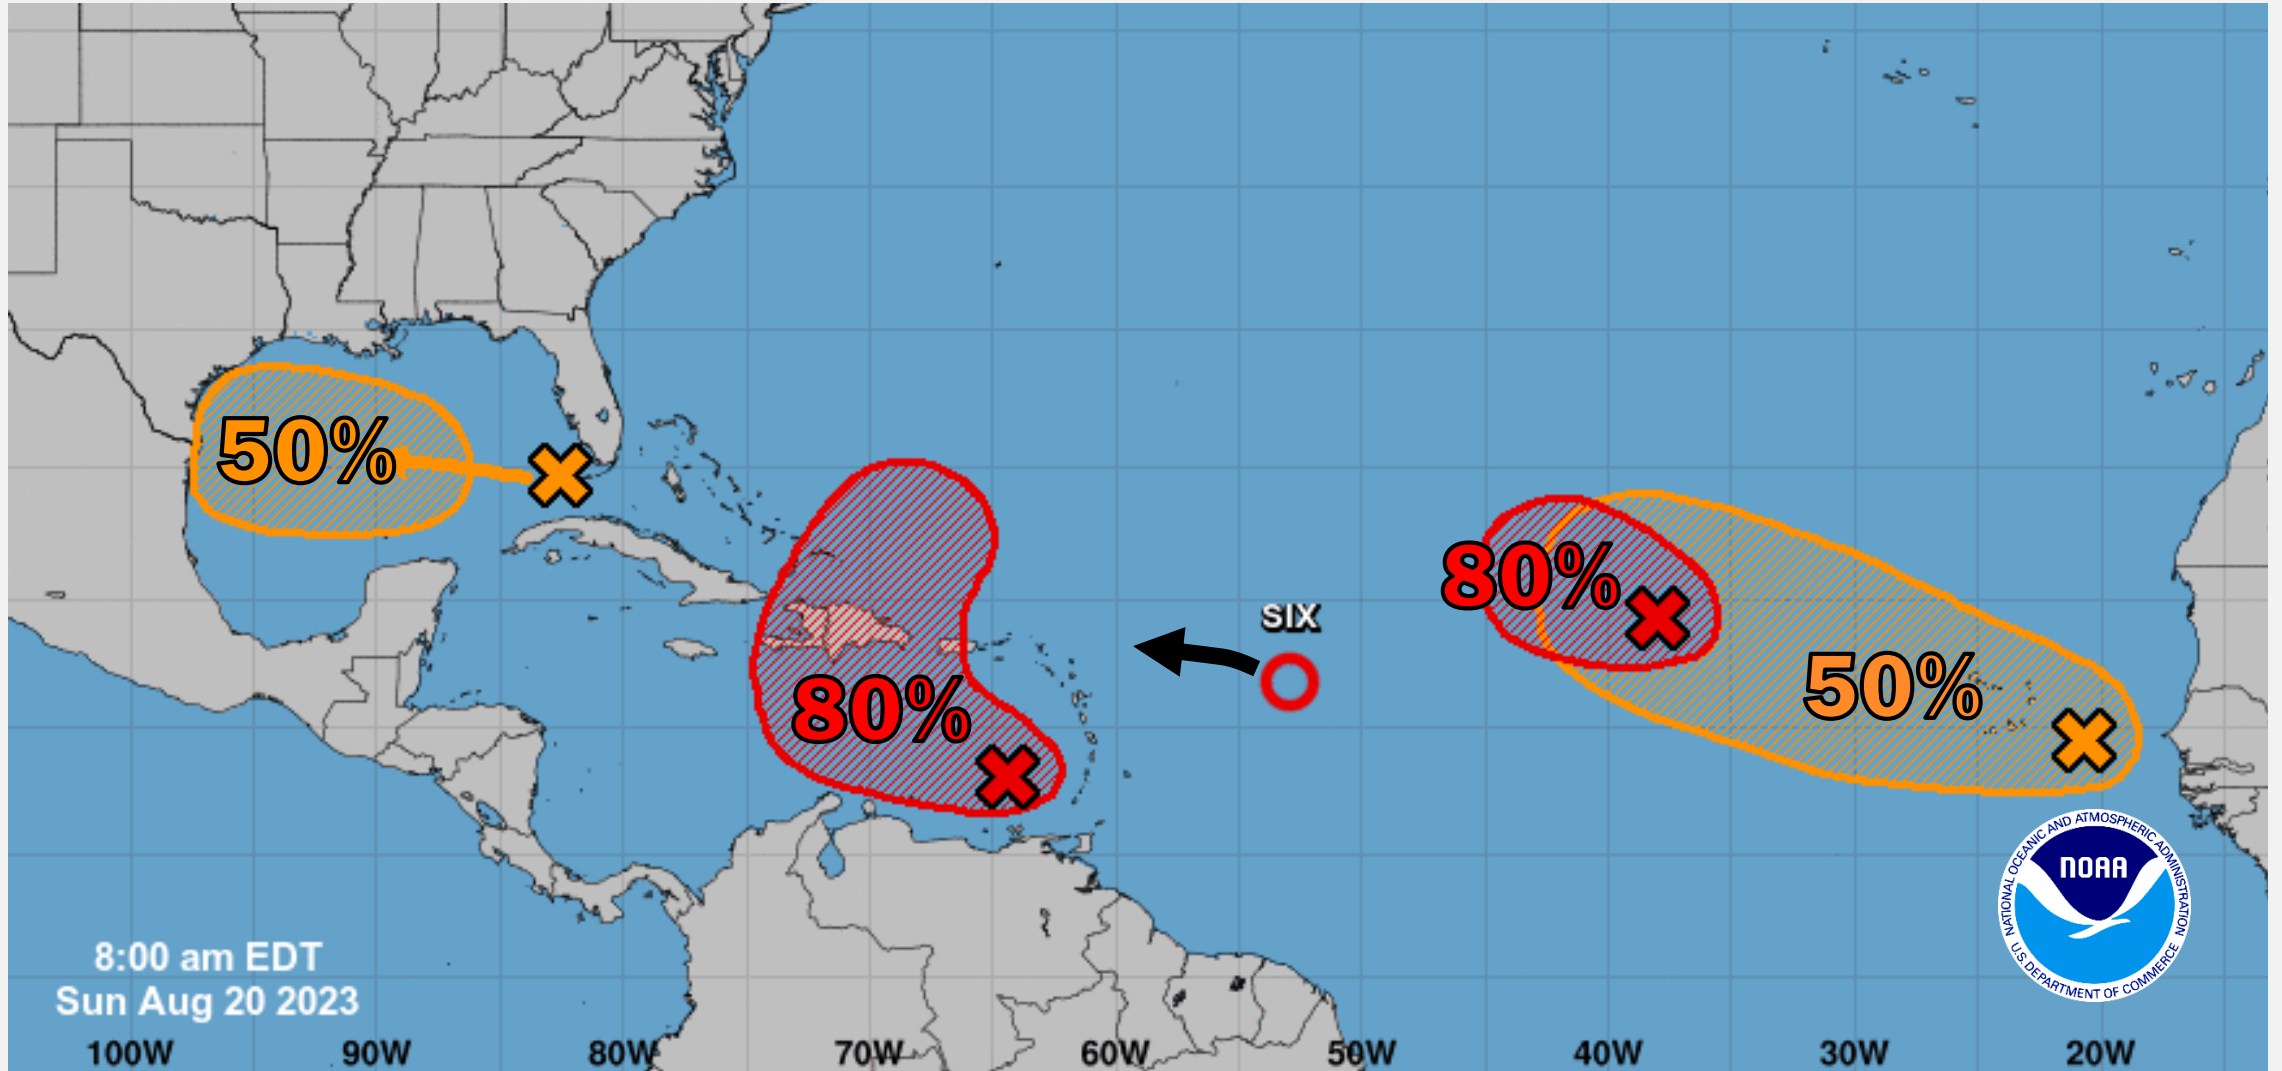 50%
80%
SIX
80%
50%
NATIONAL OCEANIC AND ATMOSPHERIC ADMINISTRATION
NOAA
U.S. DEPARTMENT OF COMMERCE
8:00 am EDT
Sun Aug 20 2023
100W 90W 80W 70W 60W 50W 40W 30W 20W